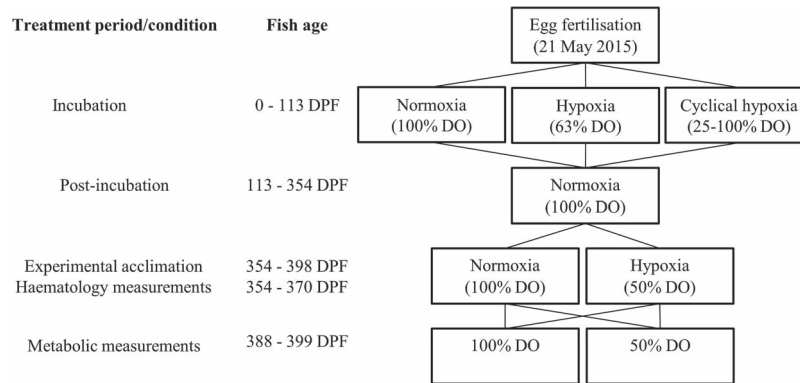 Treatment period/condition Fish age Egg fertilisation
(21 May 2015)
Incubation 0 - 113 DPF Normoxia Hypoxia Cyclical hypoxia
(100% DO) (63% DO) (25-100% DO)
Post-incubation 113 - 354 DPF Normoxia
(100% DO)
Experimental acclimation 354 - 398 DPF Normoxia Hypoxia
Haematology measurements 354 - 370 DPF (100% DO) (50% DO)
Metabolic measurements 388 - 399 DPF 100% DO 50% DO